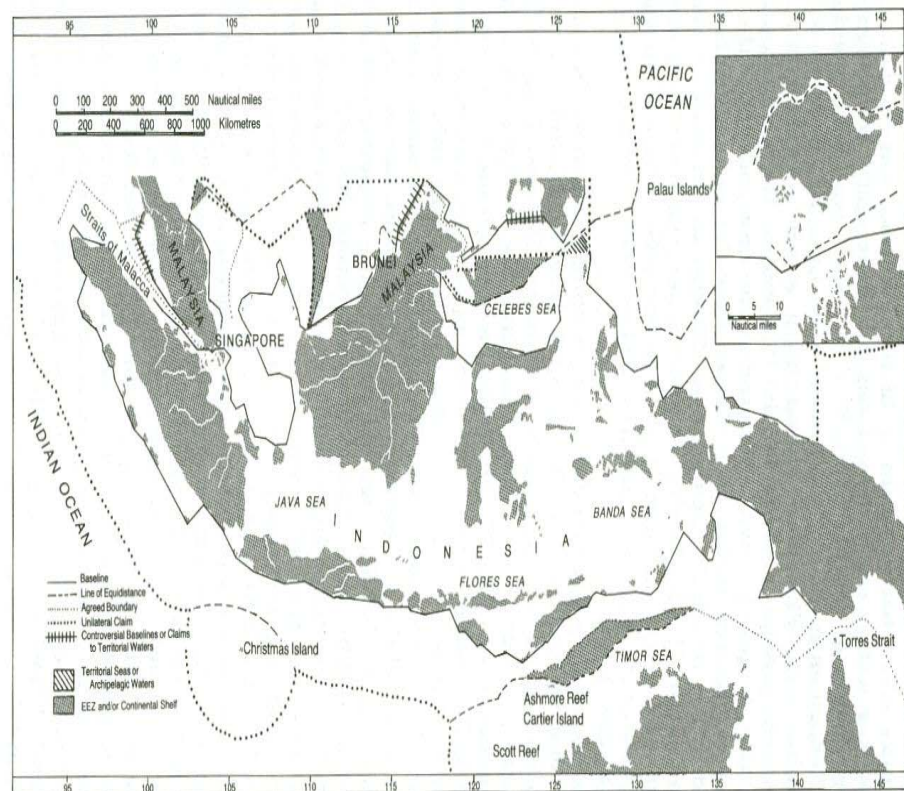 95 100 105 110 115 120 125 130 135 140 145
PACIFIC
OCEAN
0 100 200 300 400 500 Nautical miles
0 200 400 600 800 1000 Kilometres
Palau Islands
Straits of Malacca
MALAYSIA
SINGAPORE
BRUNEI
MALAYSIA
CELEBES SEA
0 5 10
Nautical miles
INDIAN OCEAN
JAVA SEA
BANDA SEA
INDONESIA
FLORES SEA
Baseline
Line of Equidistance
Agreed Boundary
Unilateral Claim
Controversial Baselines or Claims
to Territorial Waters
Territorial Seas or
Archipelagic Waters
EEZ and/or Continental Shelf
Christmas Island
TIMOR SEA
Torres Strait
Ashmore Reef
Cartier Island
Scott Reef
95 100 105 110 115 120 125 130 135 140 145